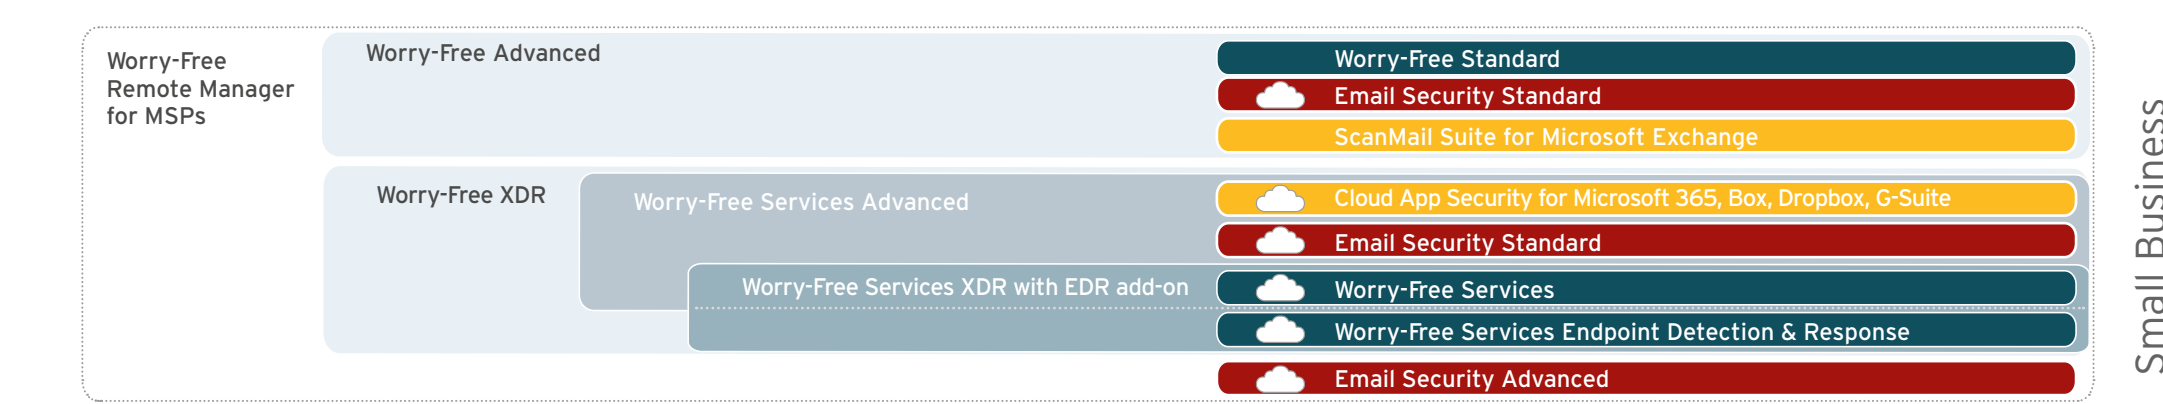 Worry-Free
Remote Manager
for MSPs
Worry-Free Advanced
Worry-Free Standard
Email Security Standard
ScanMail Suite for Microsoft Exchange
Worry-Free XDR
Worry-Free Services Advanced
Cloud App Security for Microsoft 365, Box, Dropbox, G-Suite
Email Security Standard
Worry-Free Services XDR with EDR add-on
Worry-Free Services
Worry-Free Services Endpoint Detection & Response
Email Security Advanced
Small Business